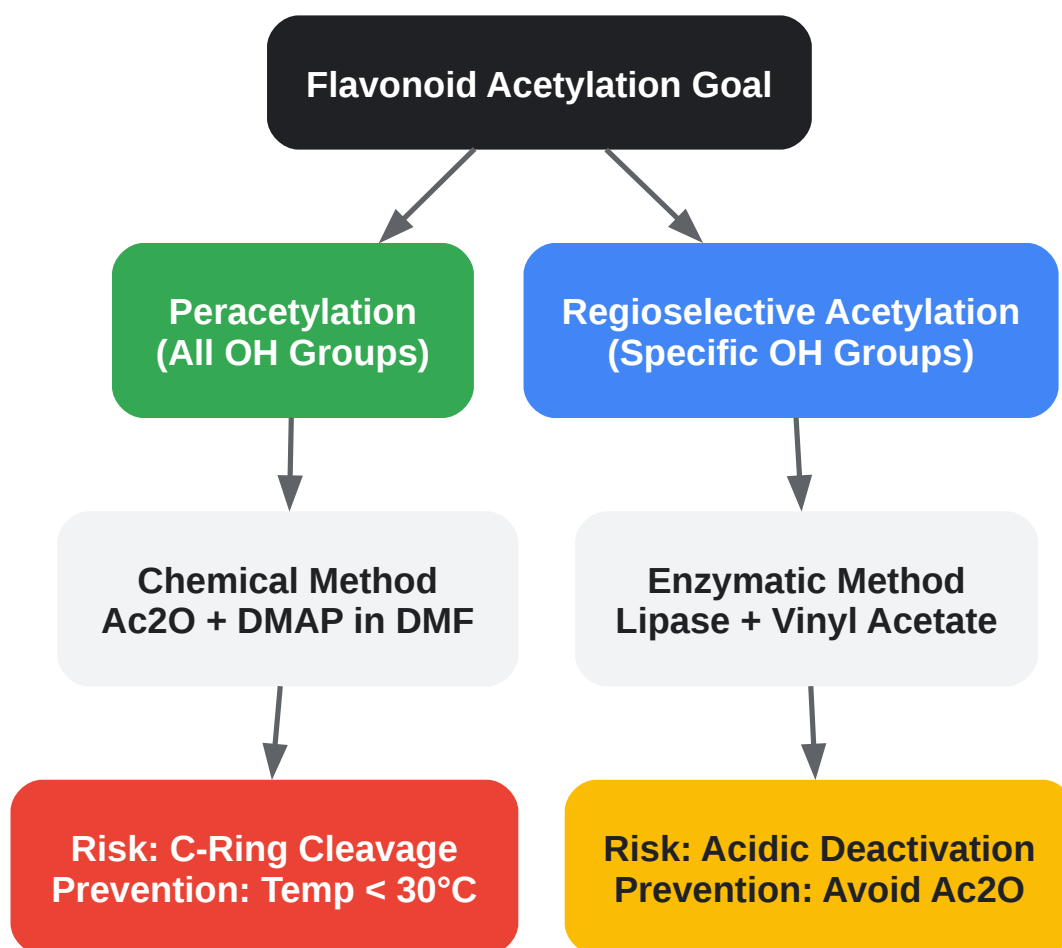 Flavonoid Acetylation Goal
Peracetylation
(All OH Groups)
Regioselective Acetylation
(Specific OH Groups)
Chemical Method
Ac2O + DMAP in DMF
Enzymatic Method
Lipase + Vinyl Acetate
Risk: C-Ring Cleavage
Prevention: Temp < 30°C
Risk: Acidic Deactivation
Prevention: Avoid Ac2O